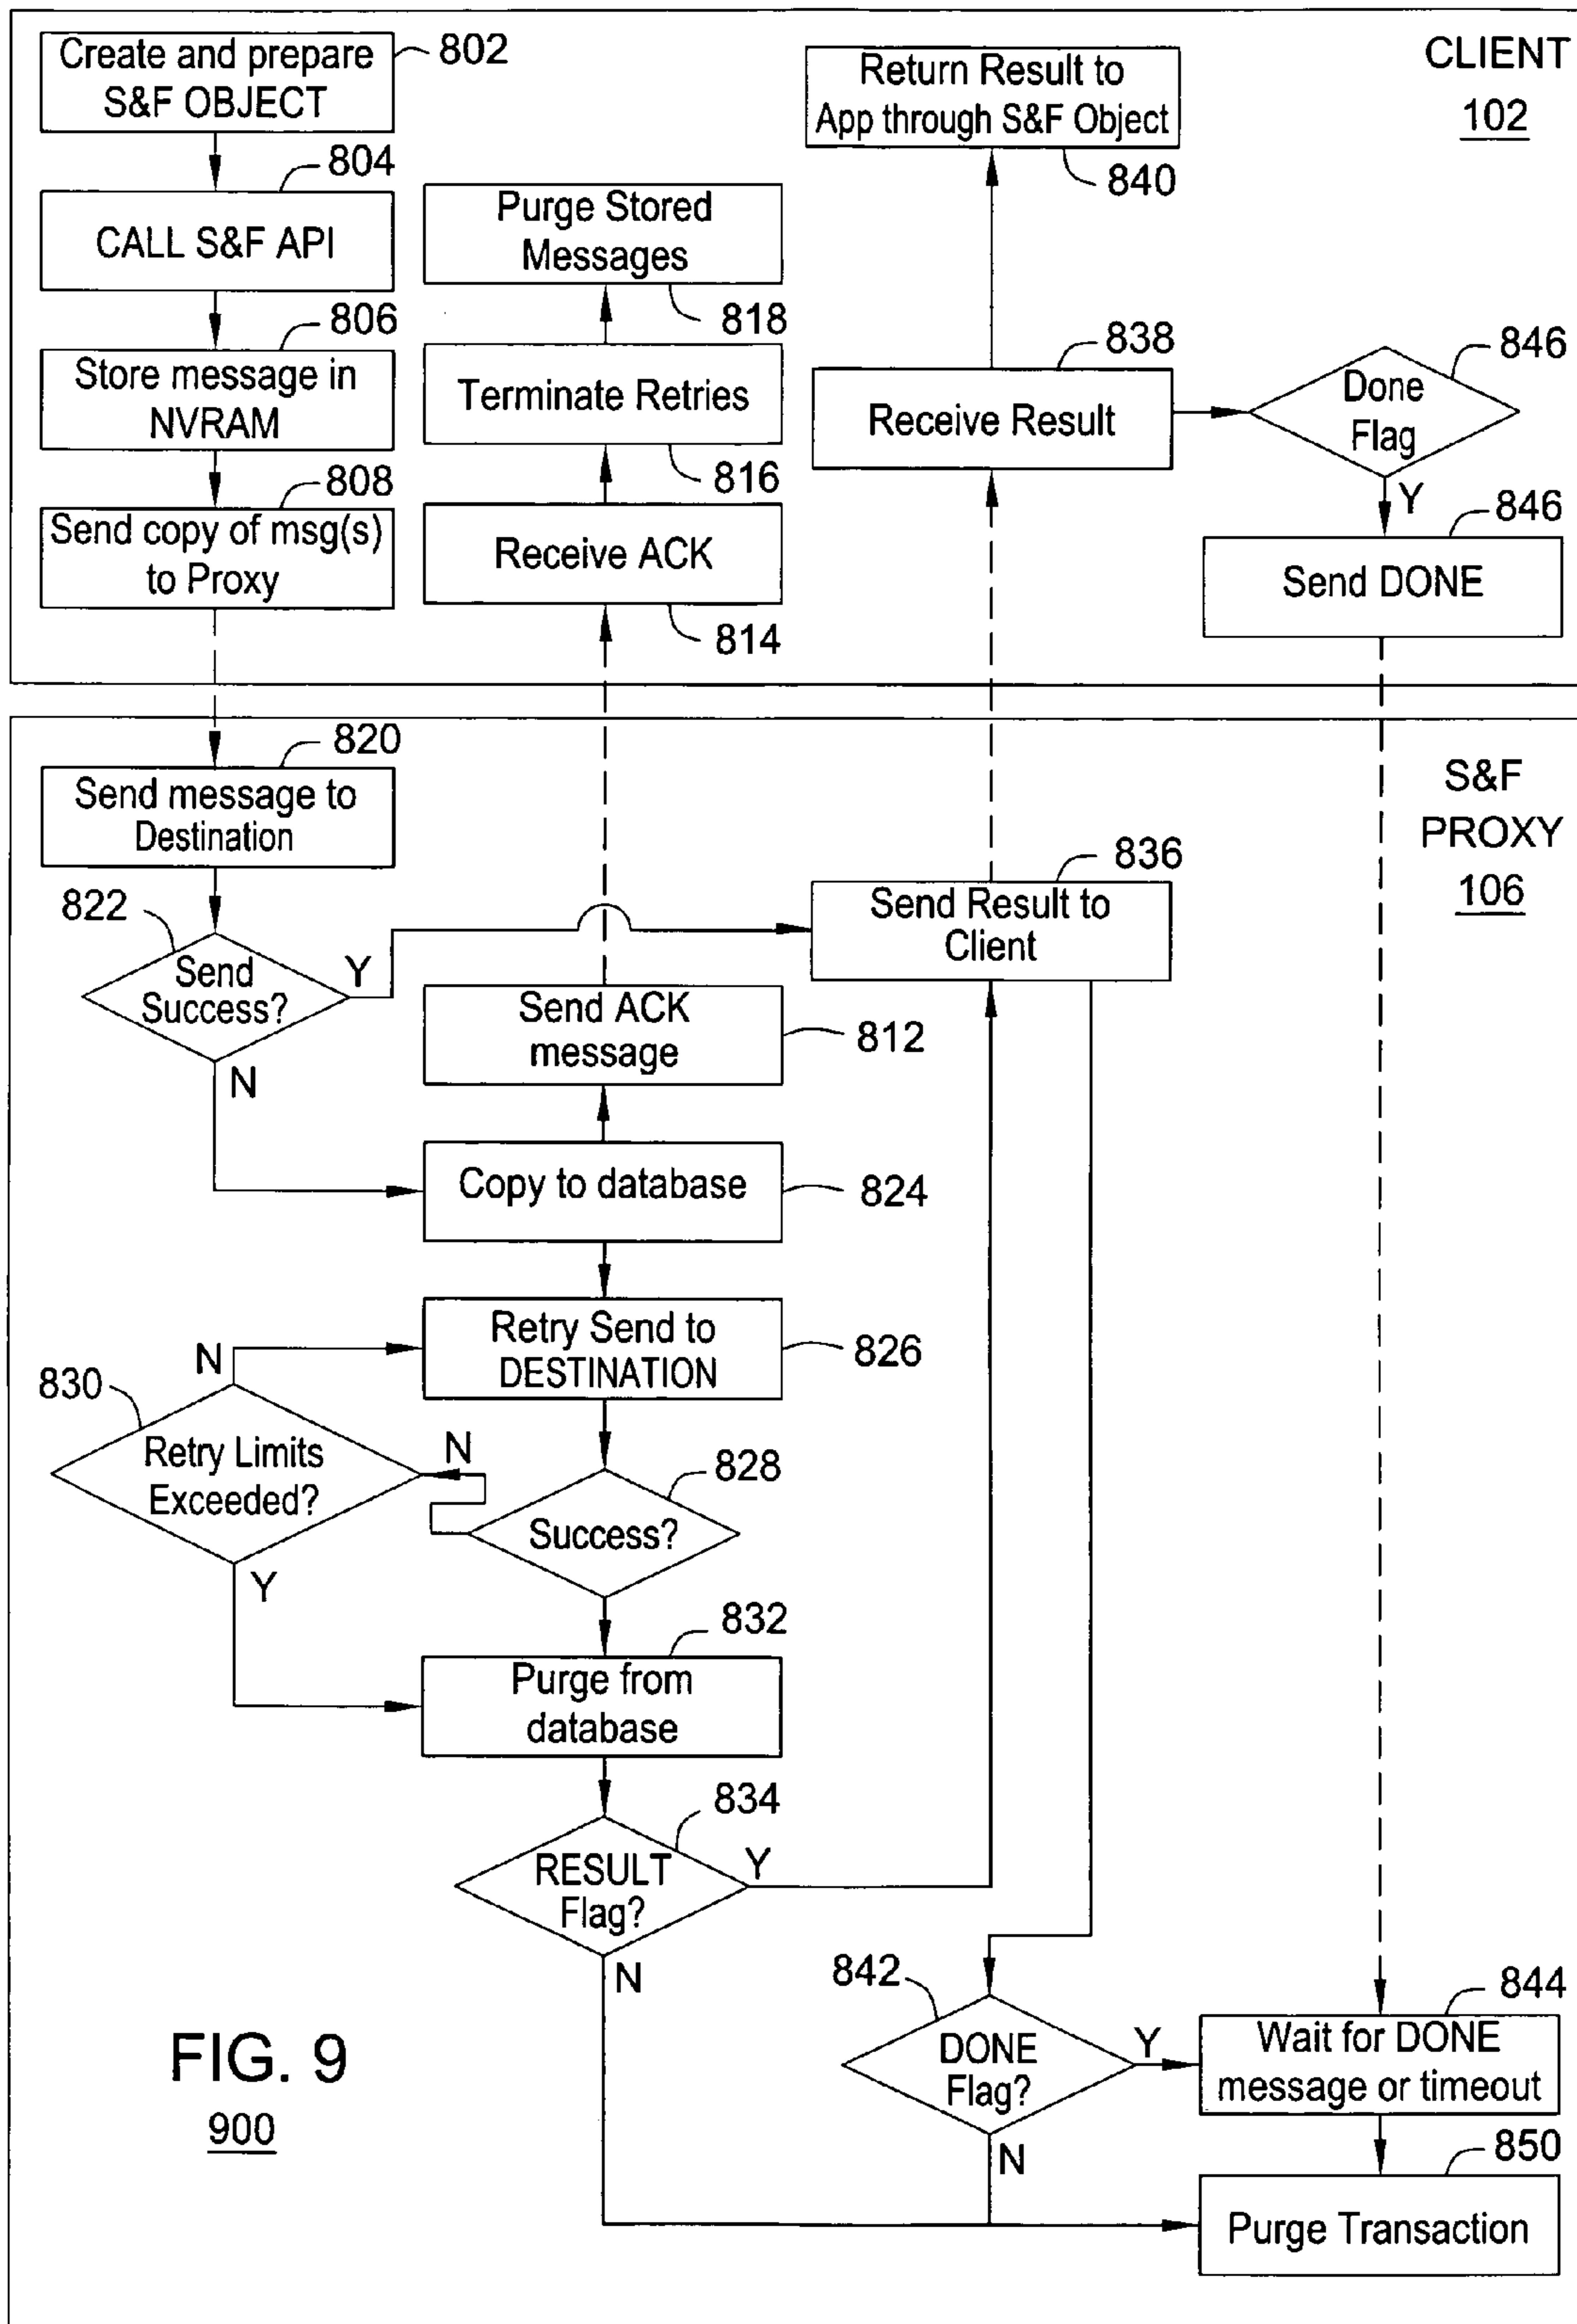 CLIENT
102
Create and prepare
S&F OBJECT
802
804
CALL S&F API
806
Store message in
NVRAM
808
Send copy of msg(s)
to Proxy
Purge Stored
Messages
818
Terminate Retries
816
Receive ACK
814
Return Result to
App through S&F Object
840
838
Receive Result
846
Done
Flag
Y
846
Send DONE
S&F
PROXY
106
820
Send message to
Destination
822
Send
Success?
Y
N
836
Send Result to
Client
Send ACK
message
812
Copy to database
824
Retry Send to
DESTINATION
826
N
830
Retry Limits
Exceeded?
N
Y
828
Success?
832
Purge from
database
834
RESULT
Flag?
Y
N
842
DONE
Flag?
Y
N
844
Wait for DONE
message or timeout
850
Purge Transaction
FIG. 9
900